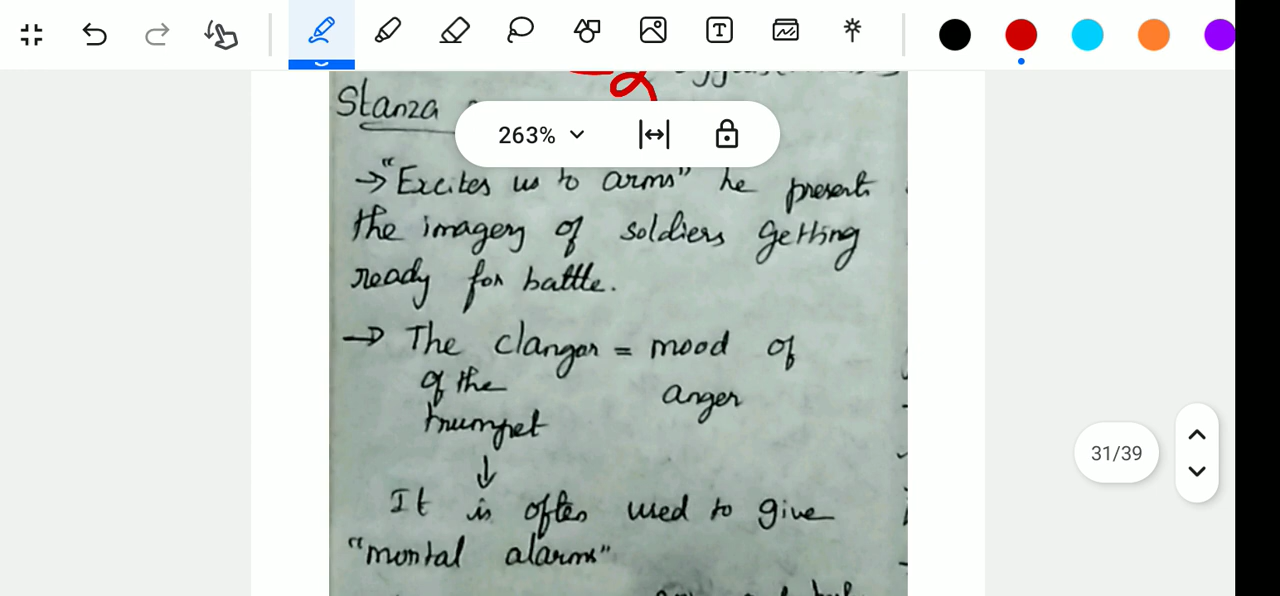 Stanza
263%
→ "Excites us to arms" he present
the imagery of soldiers getting
ready for battle.
→ The clangor = mood of
of the anger
trumpet
↓
It is often used to give
"mortal alarms"
31/39